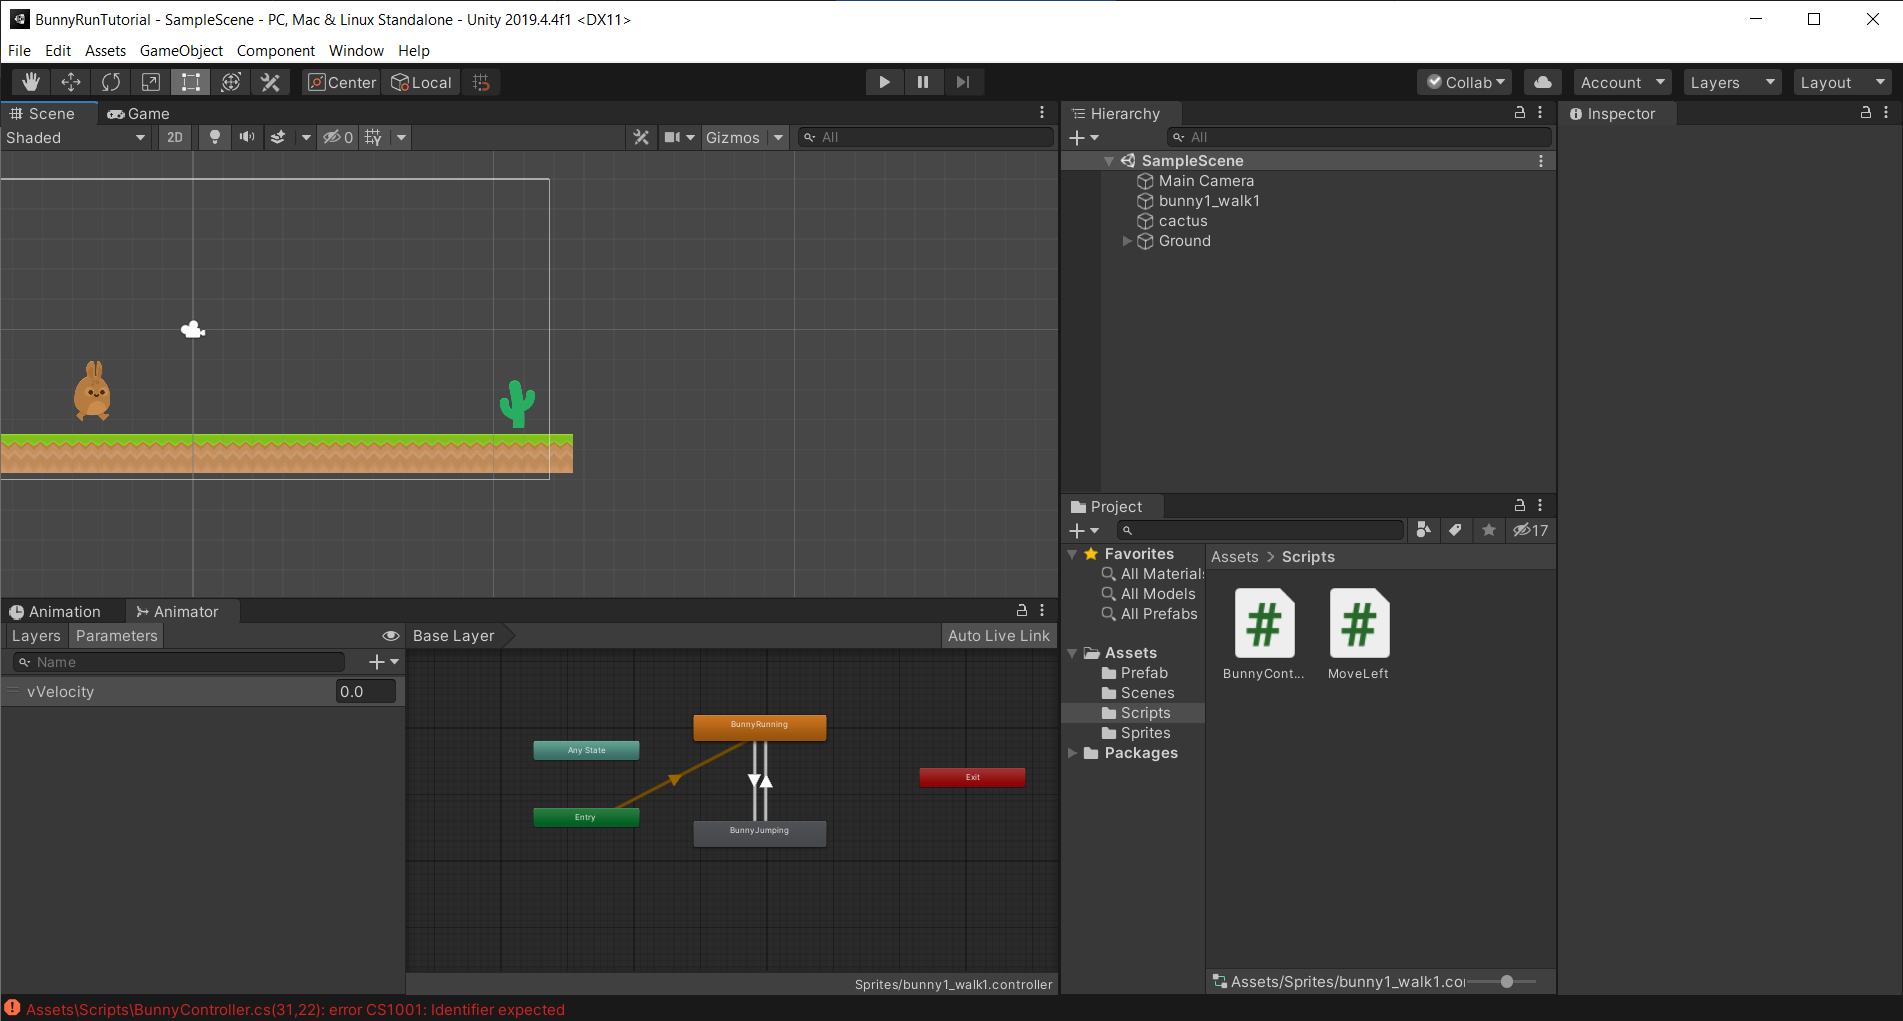 BunnyRunTutorial - SampleScene - PC, Mac & Linux Standalone - Unity 2019.4.4f1 <DX11>
File Edit Assets GameObject Component Window Help
Center Local Collab Account Layers Layout
Scene Game
Shaded 2D 0 Gizmos All
Hierarchy
All
SampleScene
Main Camera
bunny1_walk1
cactus
Ground
Inspector
Project
17
Favorites
All Materials
All Models
All Prefabs
Assets
Prefab
Scenes
Scripts
Sprites
Packages
Assets > Scripts
BunnyCont...
MoveLeft
Assets/Sprites/bunny1_walk1.co
Animation Animator
Layers Parameters
Base Layer
Auto Live Link
Name
vVelocity 0.0
BunnyRunning
Any State
Exit
Entry
BunnyJumping
Sprites/bunny1_walk1.controller
Assets\Scripts\BunnyController.cs(31,22): error CS1001: Identifier expected